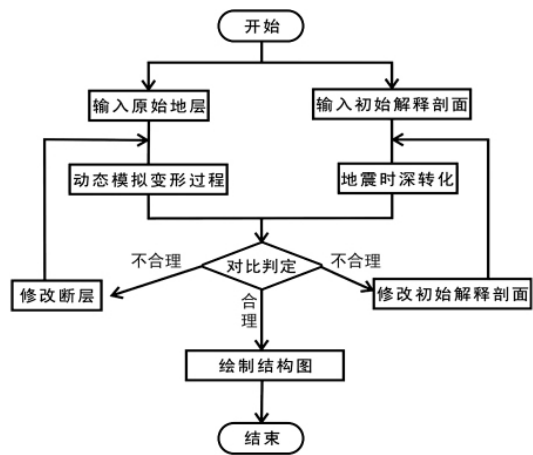 开始
输入原始地层
输入初始解释剖面
动态模拟变形过程
地震时深转化
不合理
对比判定
不合理
修改断层
修改初始解释剖面
合理
绘制结构图
结束